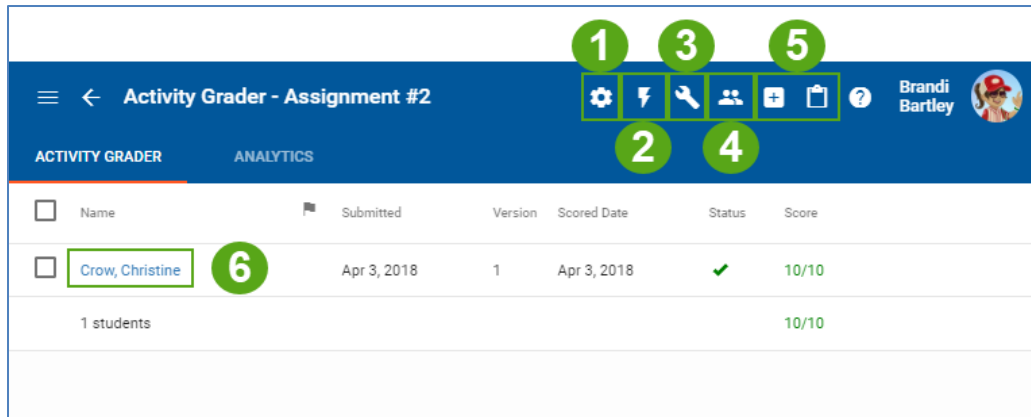 1 3 5
Activity Grader - Assignment #2
Brandi
Bartley
2 4
ACTIVITY GRADER ANALYTICS
Name Submitted Version Scored Date Status Score
Crow, Christine 6 Apr 3, 2018 1 Apr 3, 2018 10/10
1 students 10/10